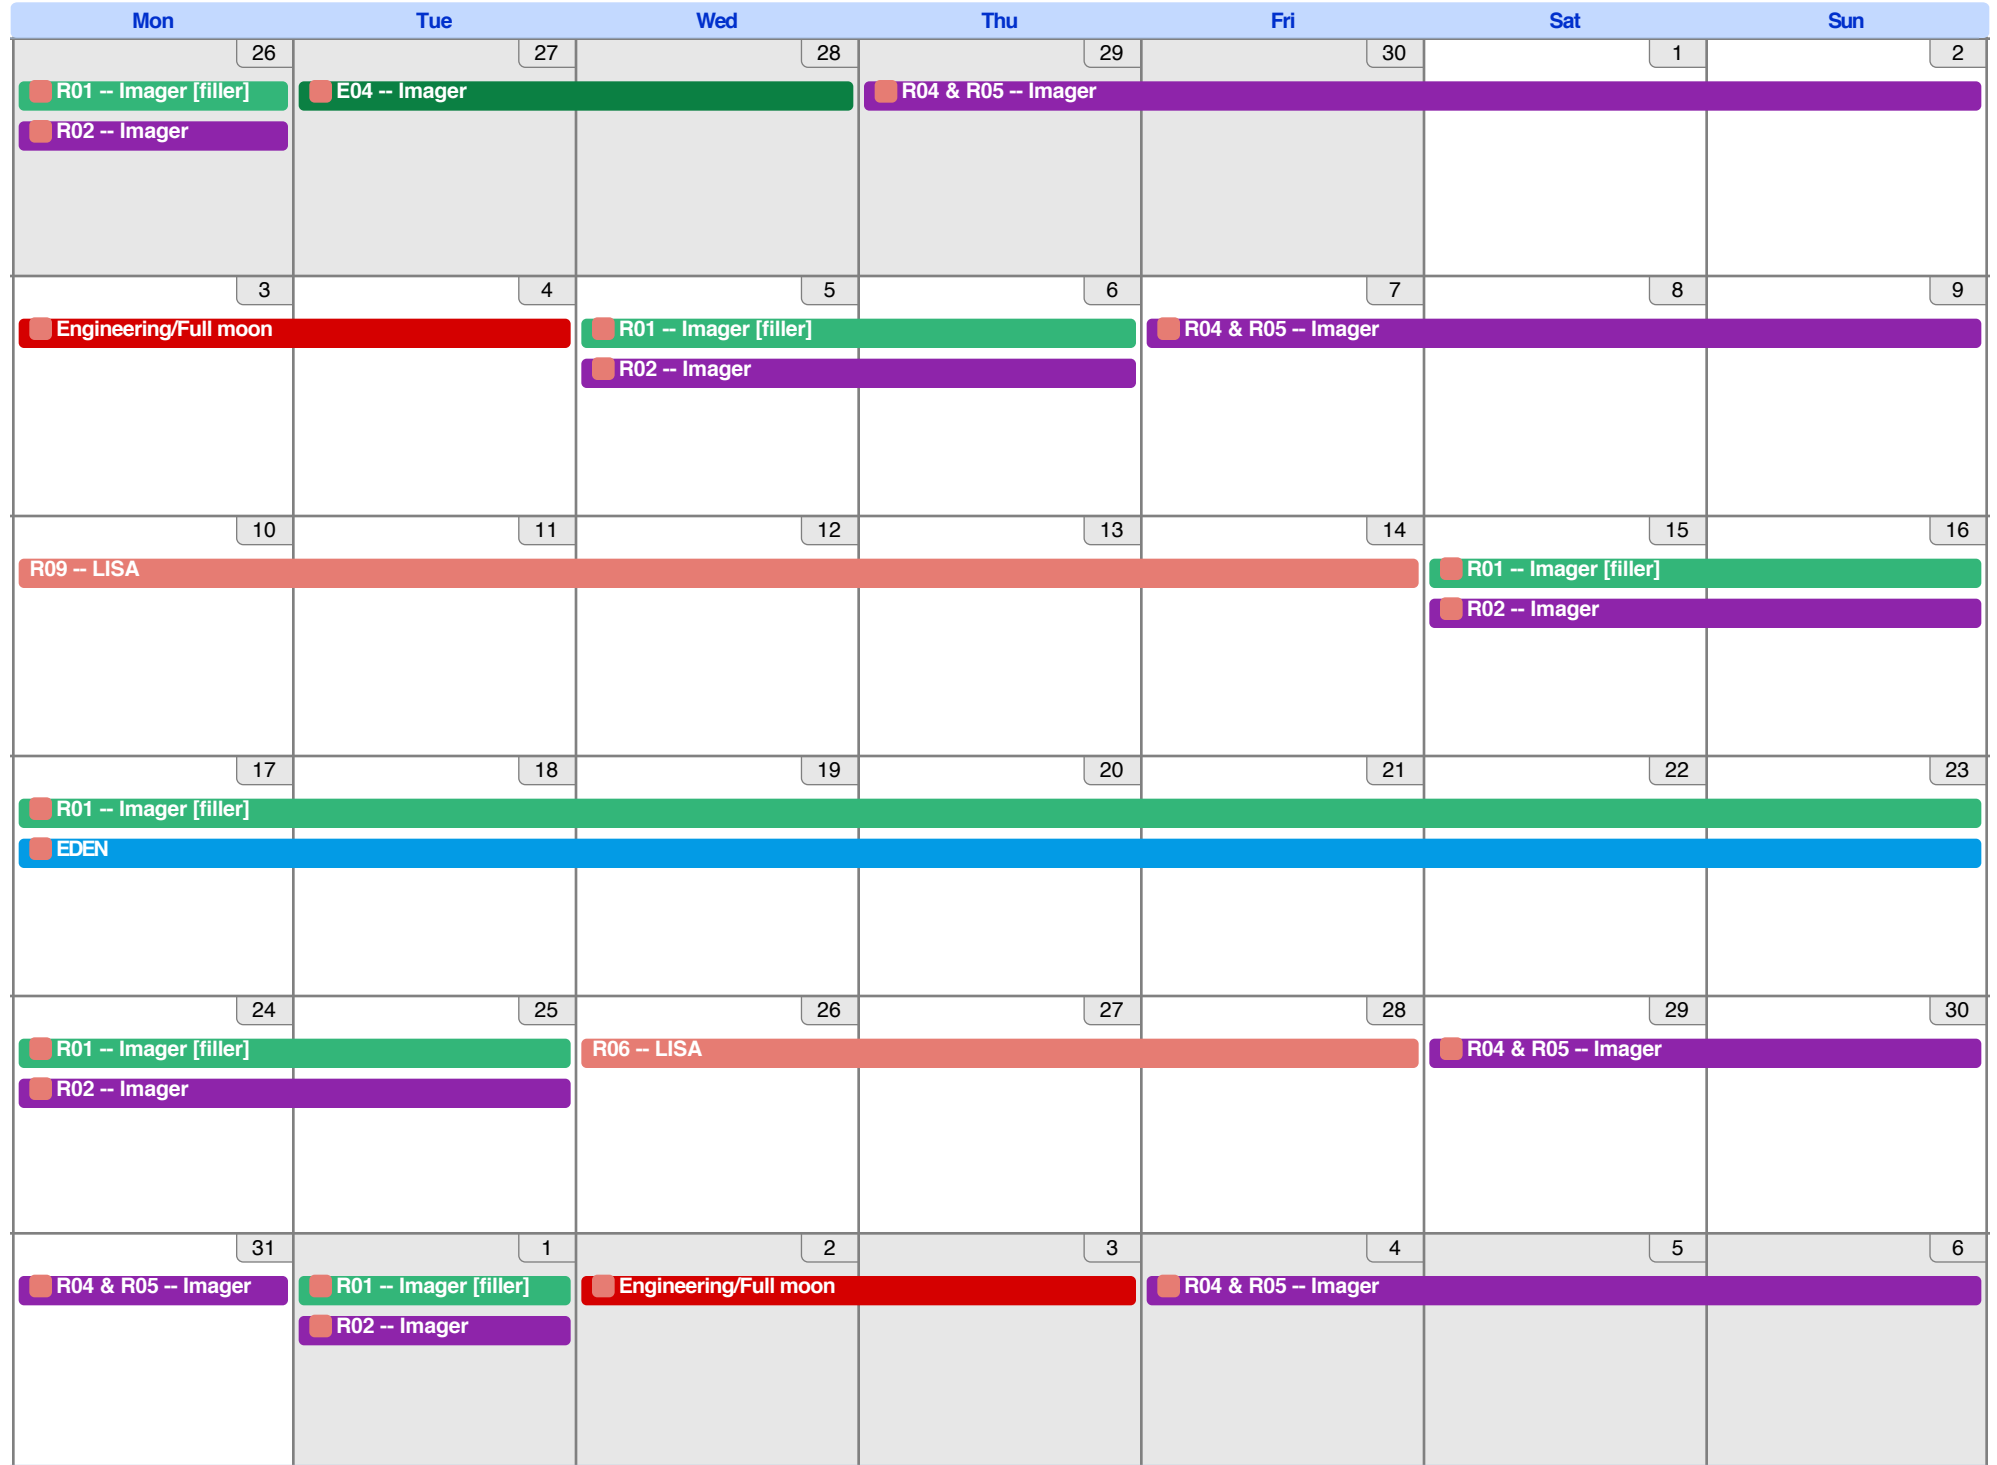 Mon Tue Wed Thu Fri Sat Sun
26 27 28 29 30 1 2
R01 -- Imager [filler] E04 -- Imager R04 & R05 -- Imager
R02 -- Imager
3 4 5 6 7 8 9
Engineering/Full moon R01 -- Imager [filler] R04 & R05 -- Imager
R02 -- Imager
10 11 12 13 14 15 16
R09 -- LISA R01 -- Imager [filler]
R02 -- Imager
17 18 19 20 21 22 23
R01 -- Imager [filler]
EDEN
24 25 26 27 28 29 30
R01 -- Imager [filler] R06 -- LISA R04 & R05 -- Imager
R02 -- Imager
31 1 2 3 4 5 6
R04 & R05 -- Imager R01 -- Imager [filler] Engineering/Full moon R04 & R05 -- Imager
R02 -- Imager